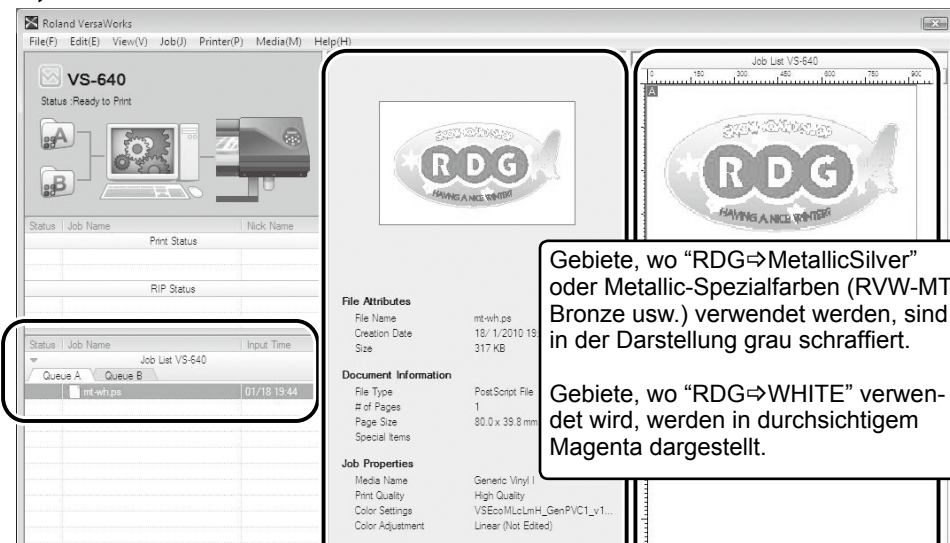 Roland VersaWorks
File(F) Edit(E) View(V) Job(J) Printer(P) Media(M) Help(H)
VS-640
Status :Ready to Print
A
B
Status Job Name Nick Name
Print Status
RIP Status
Status Job Name Input Time
Job List VS-640
Queue A Queue B
mt-wh.ps 01/18 19:44
RDG
HAVING A NICE WINTER!!
File Attributes
File Name mt-wh.ps
Creation Date 18/ 1/2010 19:
Size 317 KB
Document Information
File Type PostScript File
# of Pages 1
Page Size 80.0 x 39.8 mm
Special Items
Job Properties
Media Name Generic Vinyl I
Print Quality High Quality
Color Settings VSEcoMLcLmH_GenPVC1_v1...
Color Adjustment Linear (Not Edited)
Job List VS-640
0 150 300 450 600 750 900
A
RDG
HAVING A NICE WINTER!!
Gebiete, wo “RDG⇨MetallicSilver”
oder Metallic-Spezialfarben (RVW-MT
Bronze usw.) verwendet werden, sind
in der Darstellung grau schraffiert.
Gebiete, wo “RDG⇨WHITE” verwen-
det wird, werden in durchsichtigem
Magenta dargestellt.